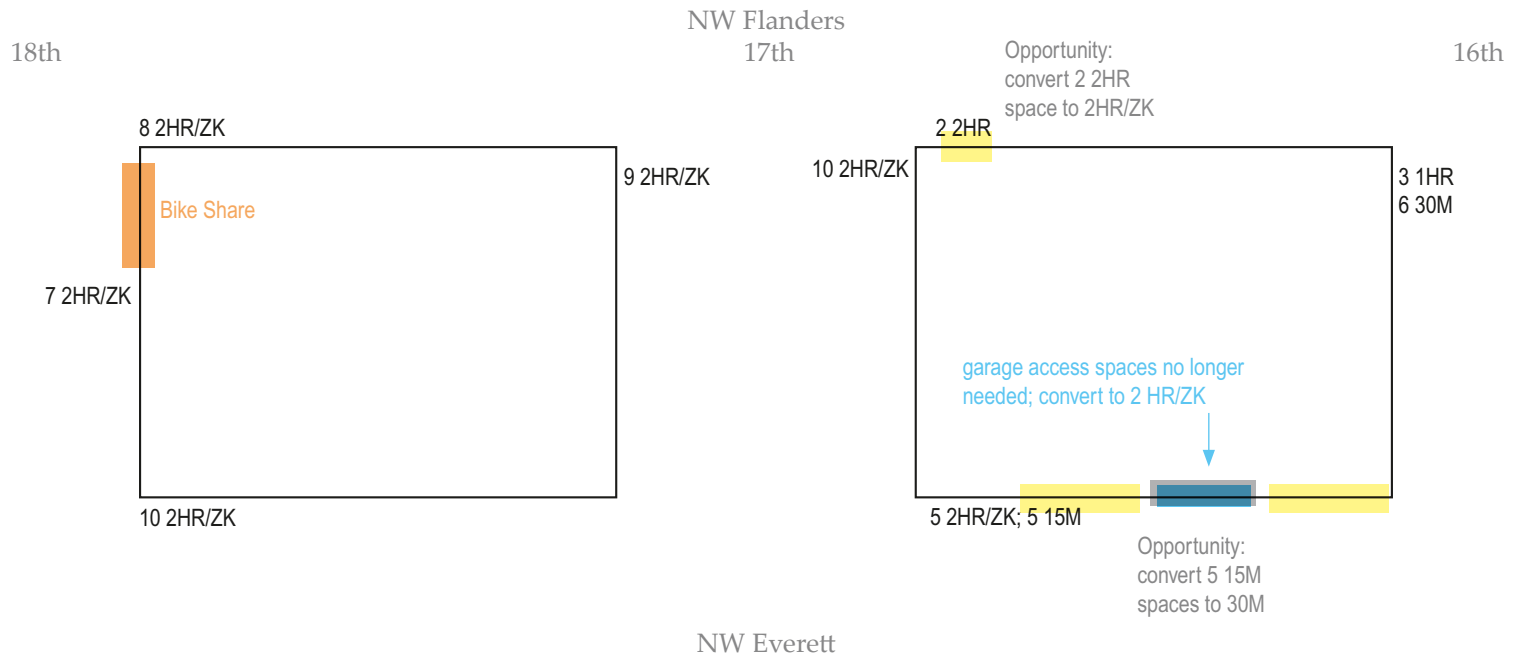 NW Flanders
18th
17th
16th
Opportunity:
convert 2 2HR
space to 2HR/ZK
8 2HR/ZK
2 2HR
9 2HR/ZK
10 2HR/ZK
3 1HR
6 30M
Bike Share
7 2HR/ZK
garage access spaces no longer
needed; convert to 2 HR/ZK
10 2HR/ZK
5 2HR/ZK; 5 15M
Opportunity:
convert 5 15M
spaces to 30M
NW Everett